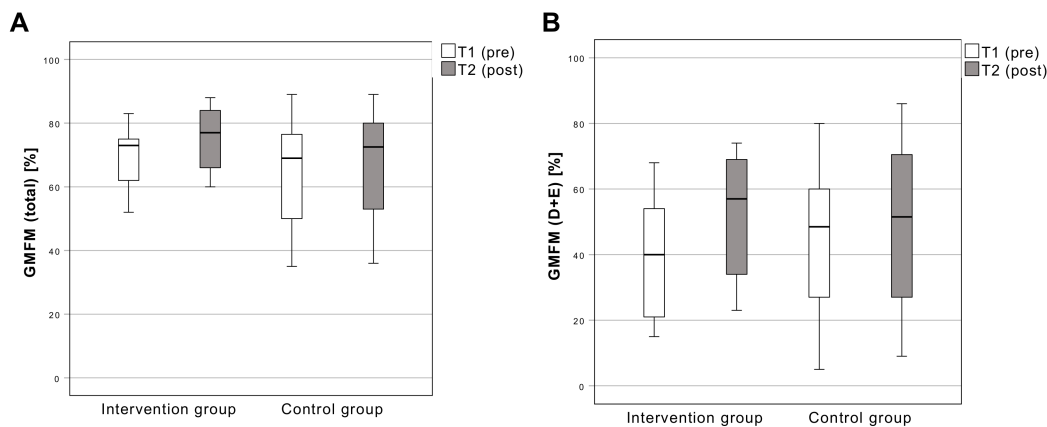 A
T1 (pre)
T2 (post)
GMFM (total) [%]
100
80
60
40
20
0
Intervention group
Control group
B
T1 (pre)
T2 (post)
GMFM (D+E) [%]
100
80
60
40
20
0
Intervention group
Control group